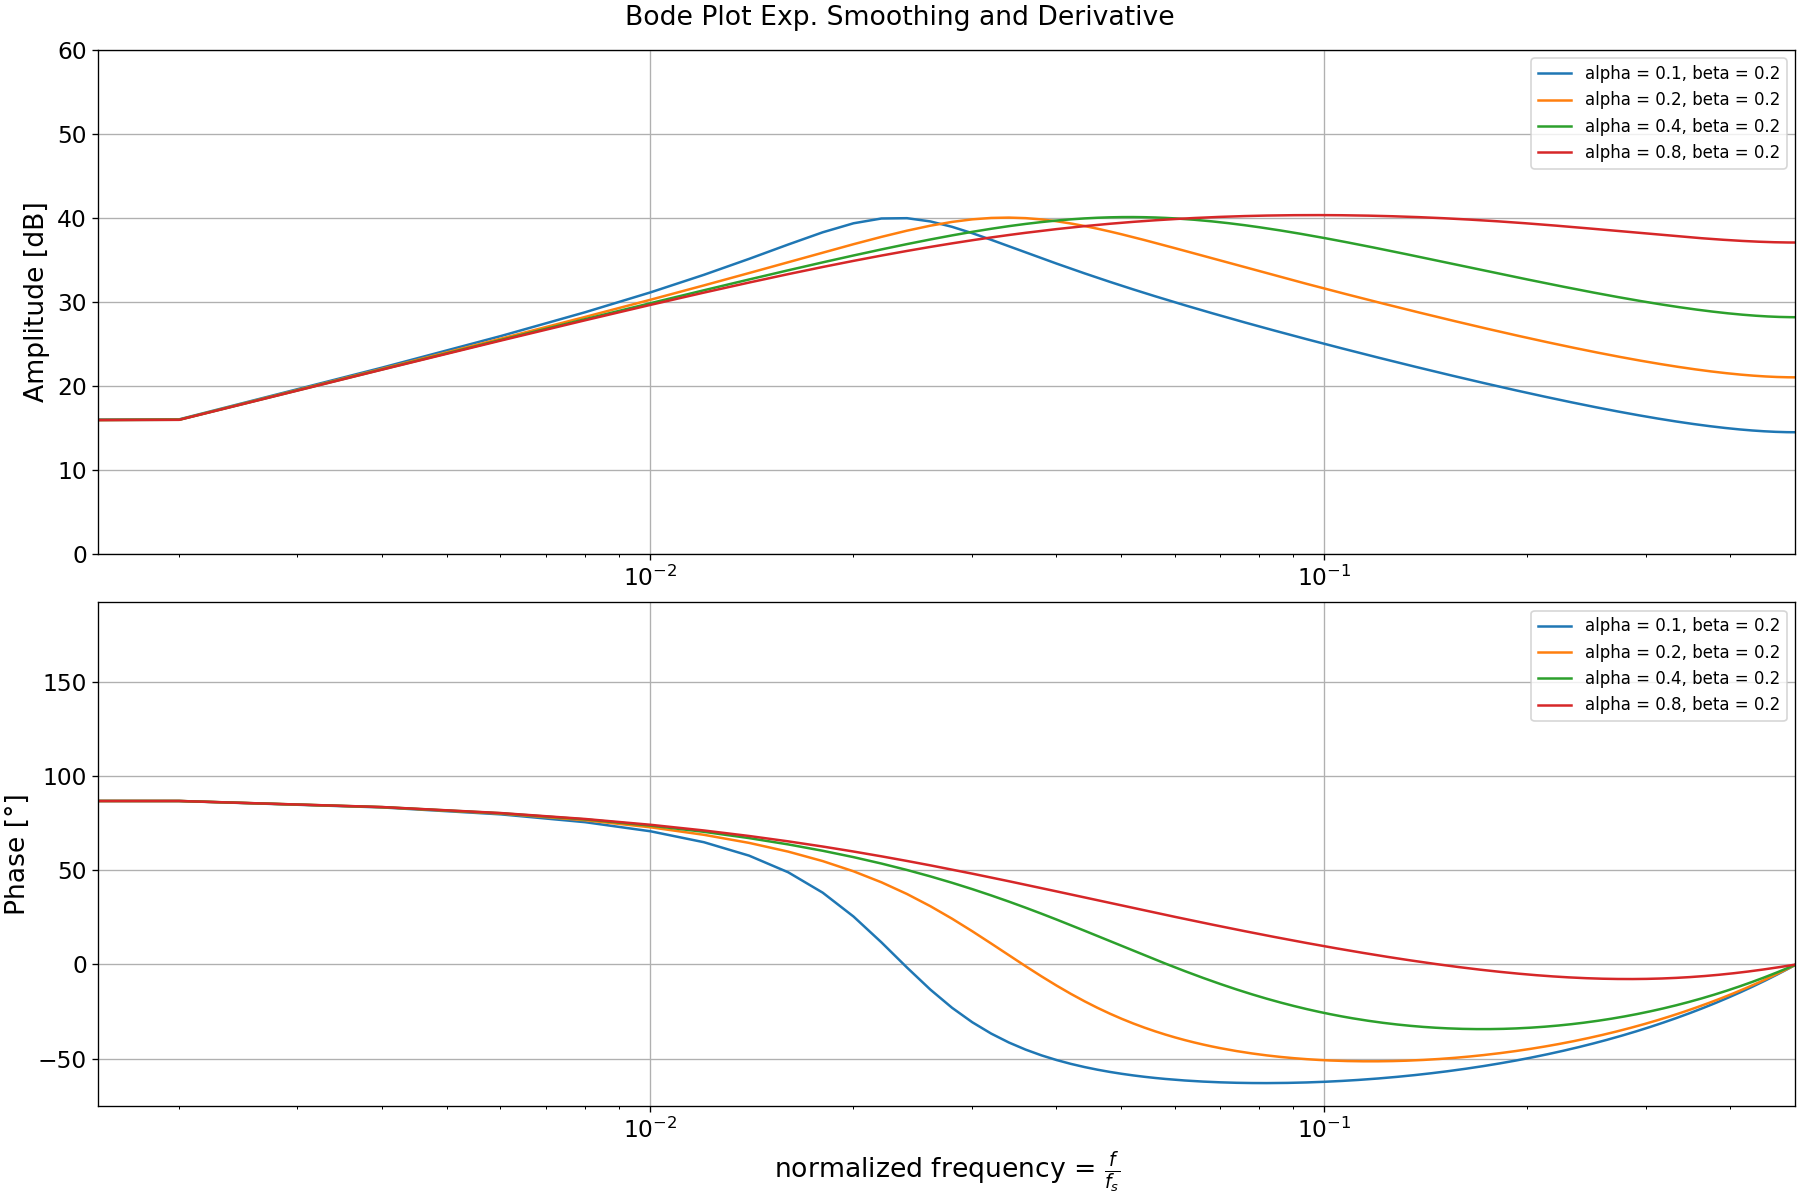 Bode Plot Exp. Smoothing and Derivative
Amplitude [dB]
60
50
40
30
20
10
0
alpha = 0.1, beta = 0.2
alpha = 0.2, beta = 0.2
alpha = 0.4, beta = 0.2
alpha = 0.8, beta = 0.2
10⁻² 10⁻¹
Phase [°]
150
100
50
0
−50
alpha = 0.1, beta = 0.2
alpha = 0.2, beta = 0.2
alpha = 0.4, beta = 0.2
alpha = 0.8, beta = 0.2
10⁻² 10⁻¹
normalized frequency = f/fₛ